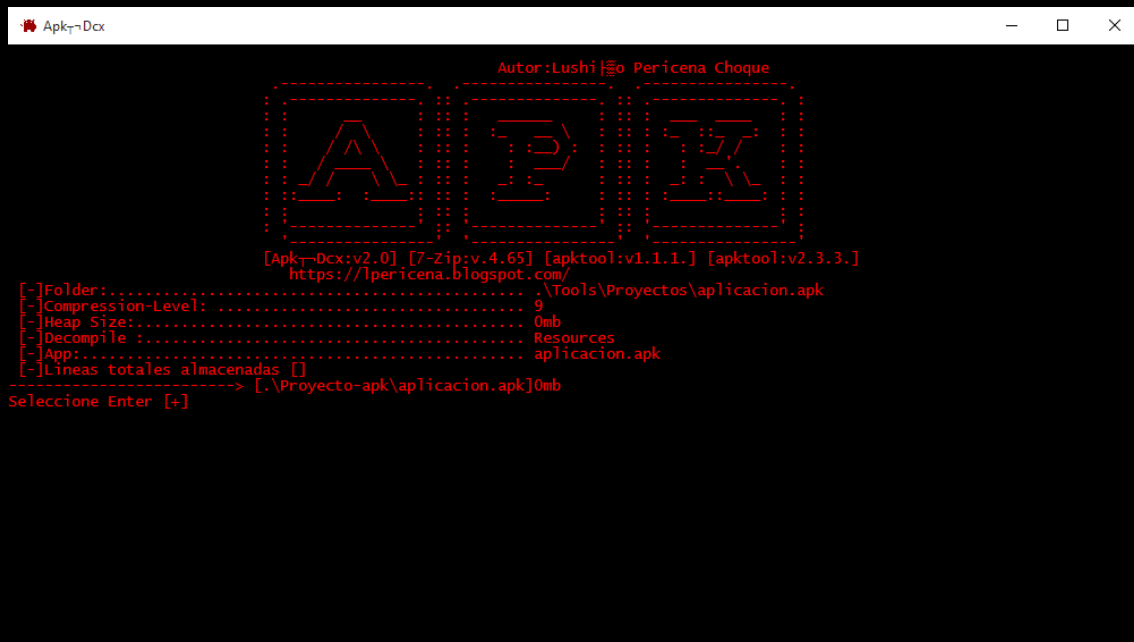 Apk┬¬Dcx
Autor:Lushi├▒o Pericena Choque
APK
[Apk┬¬Dcx:v2.0] [7-Zip:v.4.65] [apktool:v1.1.1.] [apktool:v2.3.3.]
https://lpericena.blogspot.com/
[-]Folder:.............................................. .\Tools\Proyectos\aplicacion.apk
[-]Compression-Level: .................................. 9
[-]Heap Size:........................................... 0mb
[-]Decompile :.......................................... Resources
[-]App:................................................. aplicacion.apk
[-]Lineas totales almacenadas []
-------------------------> [.\Proyecto-apk\aplicacion.apk]0mb
Seleccione Enter [+]